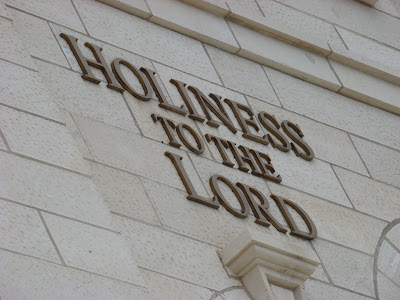 Holiness
to the
Lord